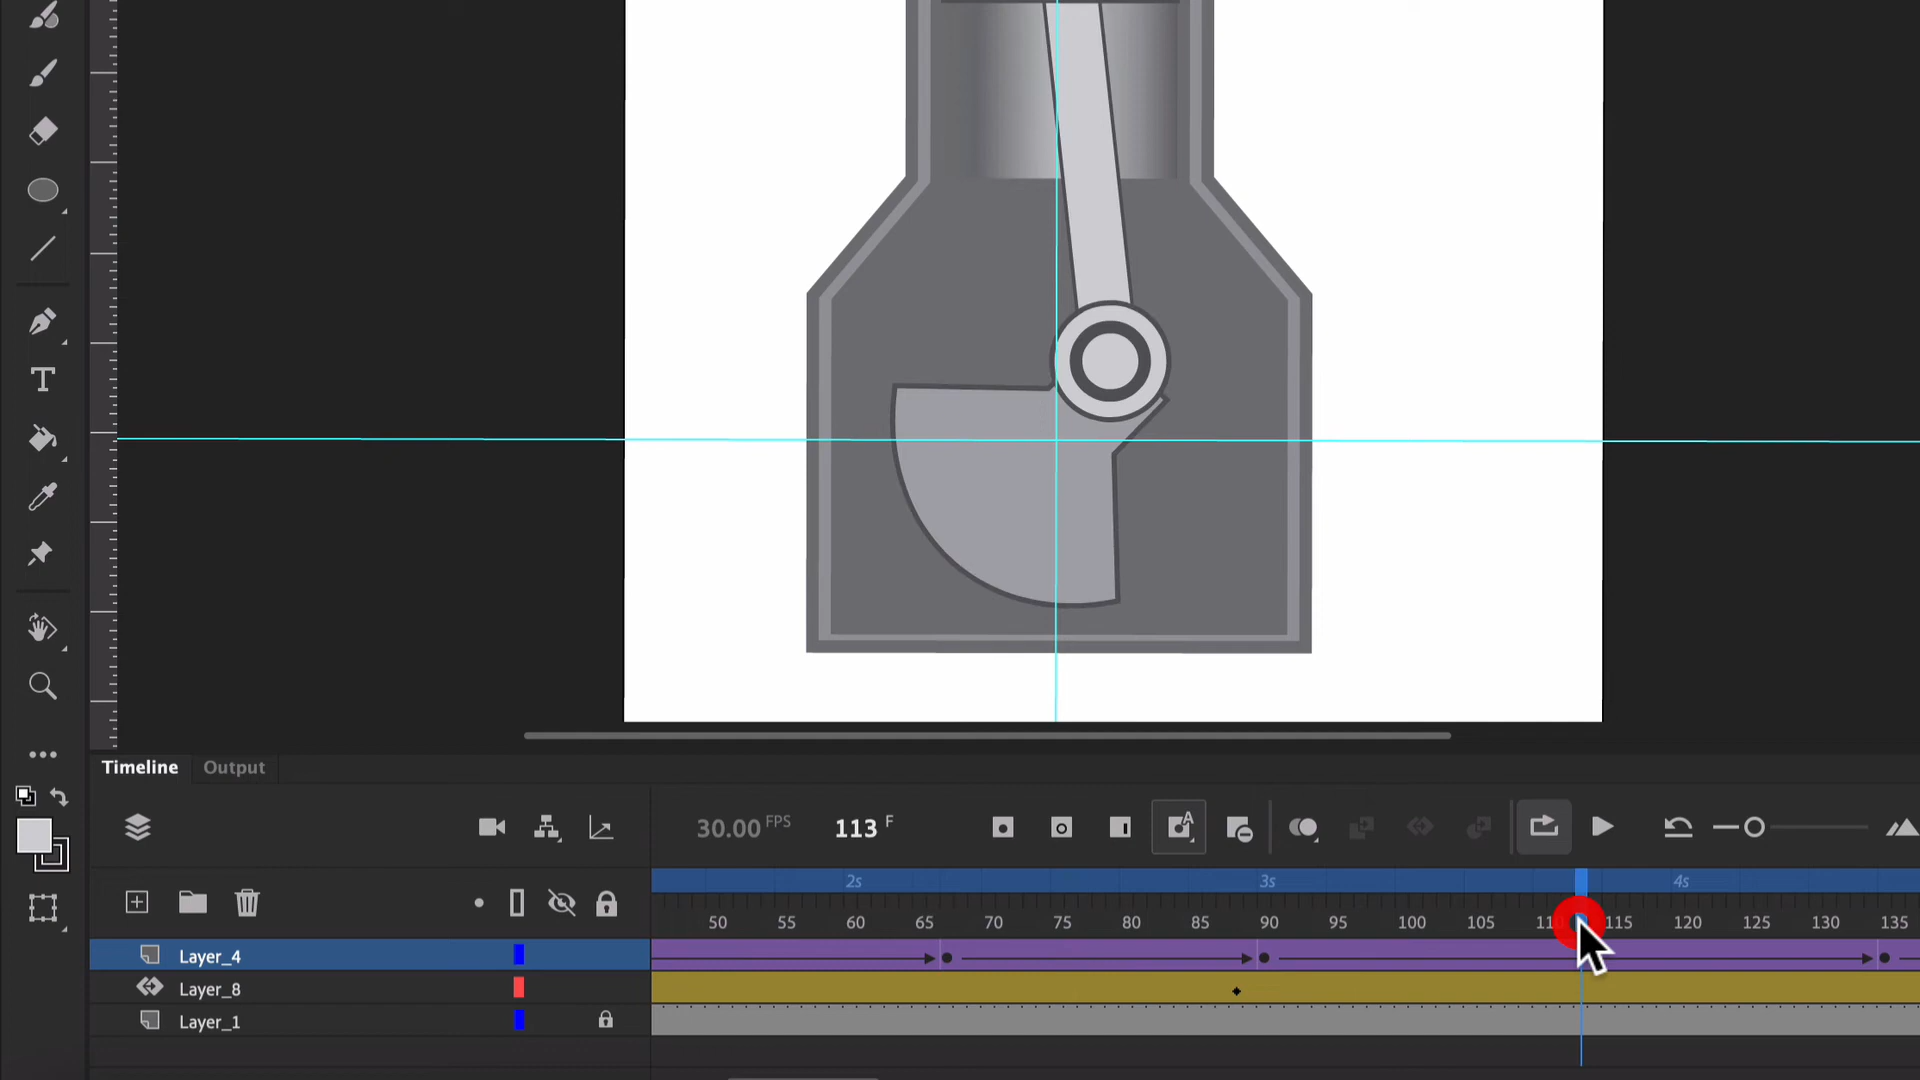 Timeline Output
30.00 FPS 113 F
2s 3s 4s
50 55 60 65 70 75 80 85 90 95 100 105 110 115 120 125 130 135
Layer_4
Layer_8
Layer_1